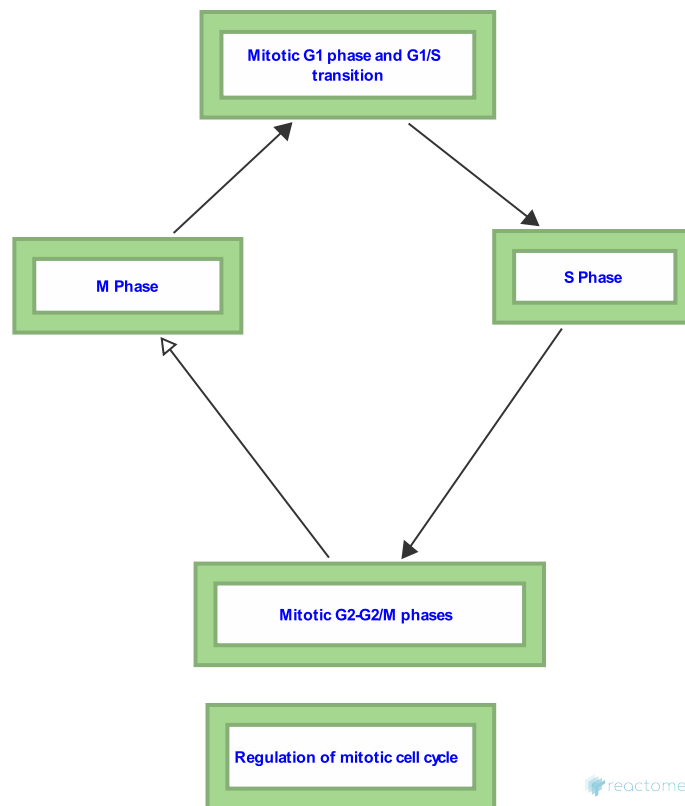 Mitotic G1 phase and G1/S
transition
M Phase
S Phase
Mitotic G2-G2/M phases
Regulation of mitotic cell cycle
reactome